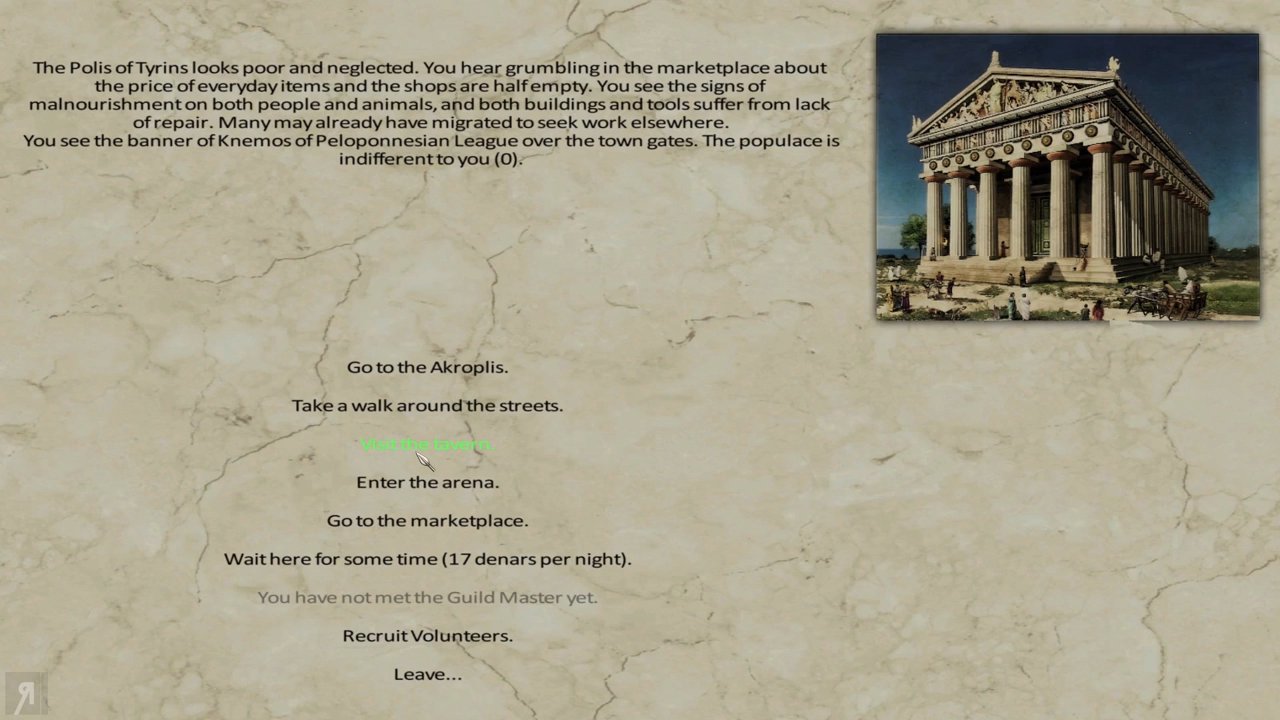 The Polis of Tyrins looks poor and neglected. You hear grumbling in the marketplace about
the price of everyday items and the shops are half empty. You see the signs of
malnourishment on both people and animals, and both buildings and tools suffer from lack
of repair. Many may already have migrated to seek work elsewhere.
You see the banner of Knemos of Peloponnesian League over the town gates. The populace is
indifferent to you (0).
Go to the Akroplis.
Take a walk around the streets.
Visit the tavern.
Enter the arena.
Go to the marketplace.
Wait here for some time (17 denars per night).
You have not met the Guild Master yet.
Recruit Volunteers.
Leave...